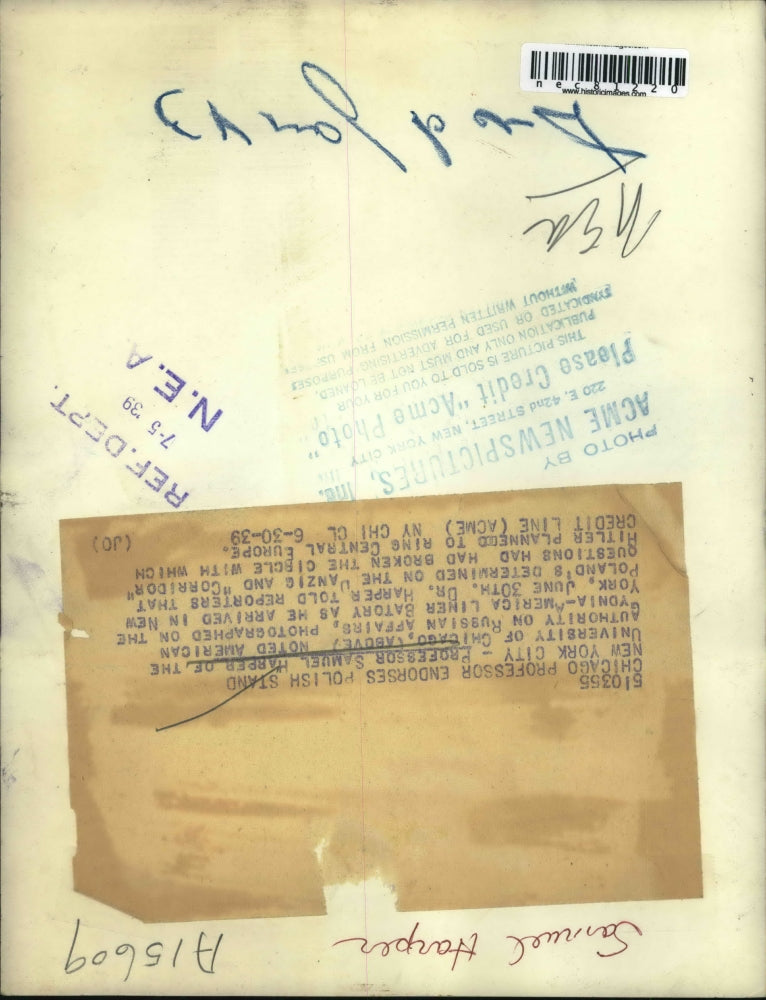 Samuel Harper
A15609
510355
CHICAGO PROFESSOR ENDORSES POLISH STAND
NEW YORK CITY - PROFESSOR SAMUEL HARPER OF THE
UNIVERSITY OF CHICAGO, (ABOVE) NOTED AMERICAN
AUTHORITY ON RUSSIAN AFFAIRS, PHOTOGRAPHED ON THE
GYDNIA-AMERICA LINER BATORY AS HE ARRIVED IN NEW
YORK, JUNE 30TH. DR. HARPER TOLD REPORTERS THAT
POLAND'S DETERMINED ON THE DANZIG AND "CORRIDOR"
QUESTIONS HAD BROKEN THE CIRCLE WITH WHICH
HITLER PLANNED TO RING CENTRAL EUROPE.
CREDIT LINE (ACME) NY CHI CL 6-30-39 (JO)
PHOTO BY
ACME NEWSPICTURES, Inc.
220 E. 42nd STREET, NEW YORK CITY
Please Credit "Acme Photo"
THIS PICTURE IS SOLD TO YOU FOR YOUR
PUBLICATION ONLY AND MUST NOT BE LOANED,
SYNDICATED OR USED FOR ADVERTISING PURPOSES
WITHOUT WRITTEN PERMISSION FROM US
REF. DEPT.
7-5 39
N.E.A
NEA
www.historicimages.com